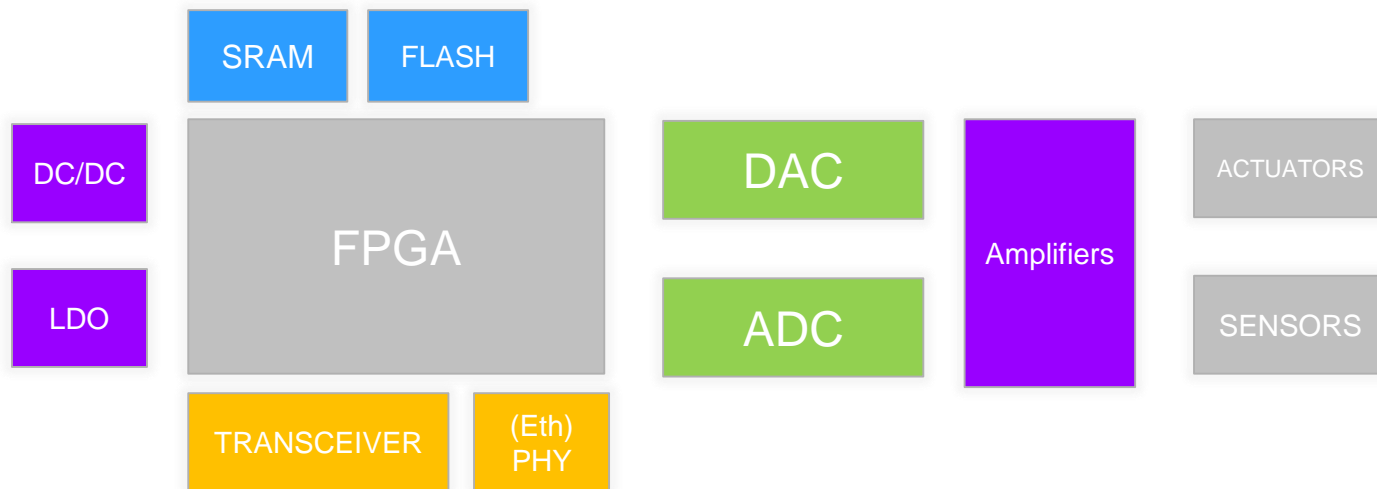 SRAM
FLASH
DC/DC
LDO
FPGA
DAC
ADC
Amplifiers
ACTUATORS
SENSORS
TRANSCEIVER
(Eth)
PHY